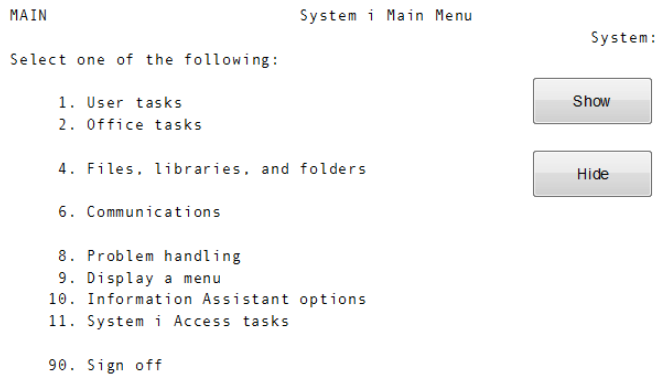 MAIN System i Main Menu
System:
Select one of the following:
1. User tasks
Show
2. Office tasks
4. Files, libraries, and folders
Hide
6. Communications
8. Problem handling
9. Display a menu
10. Information Assistant options
11. System i Access tasks
90. Sign off